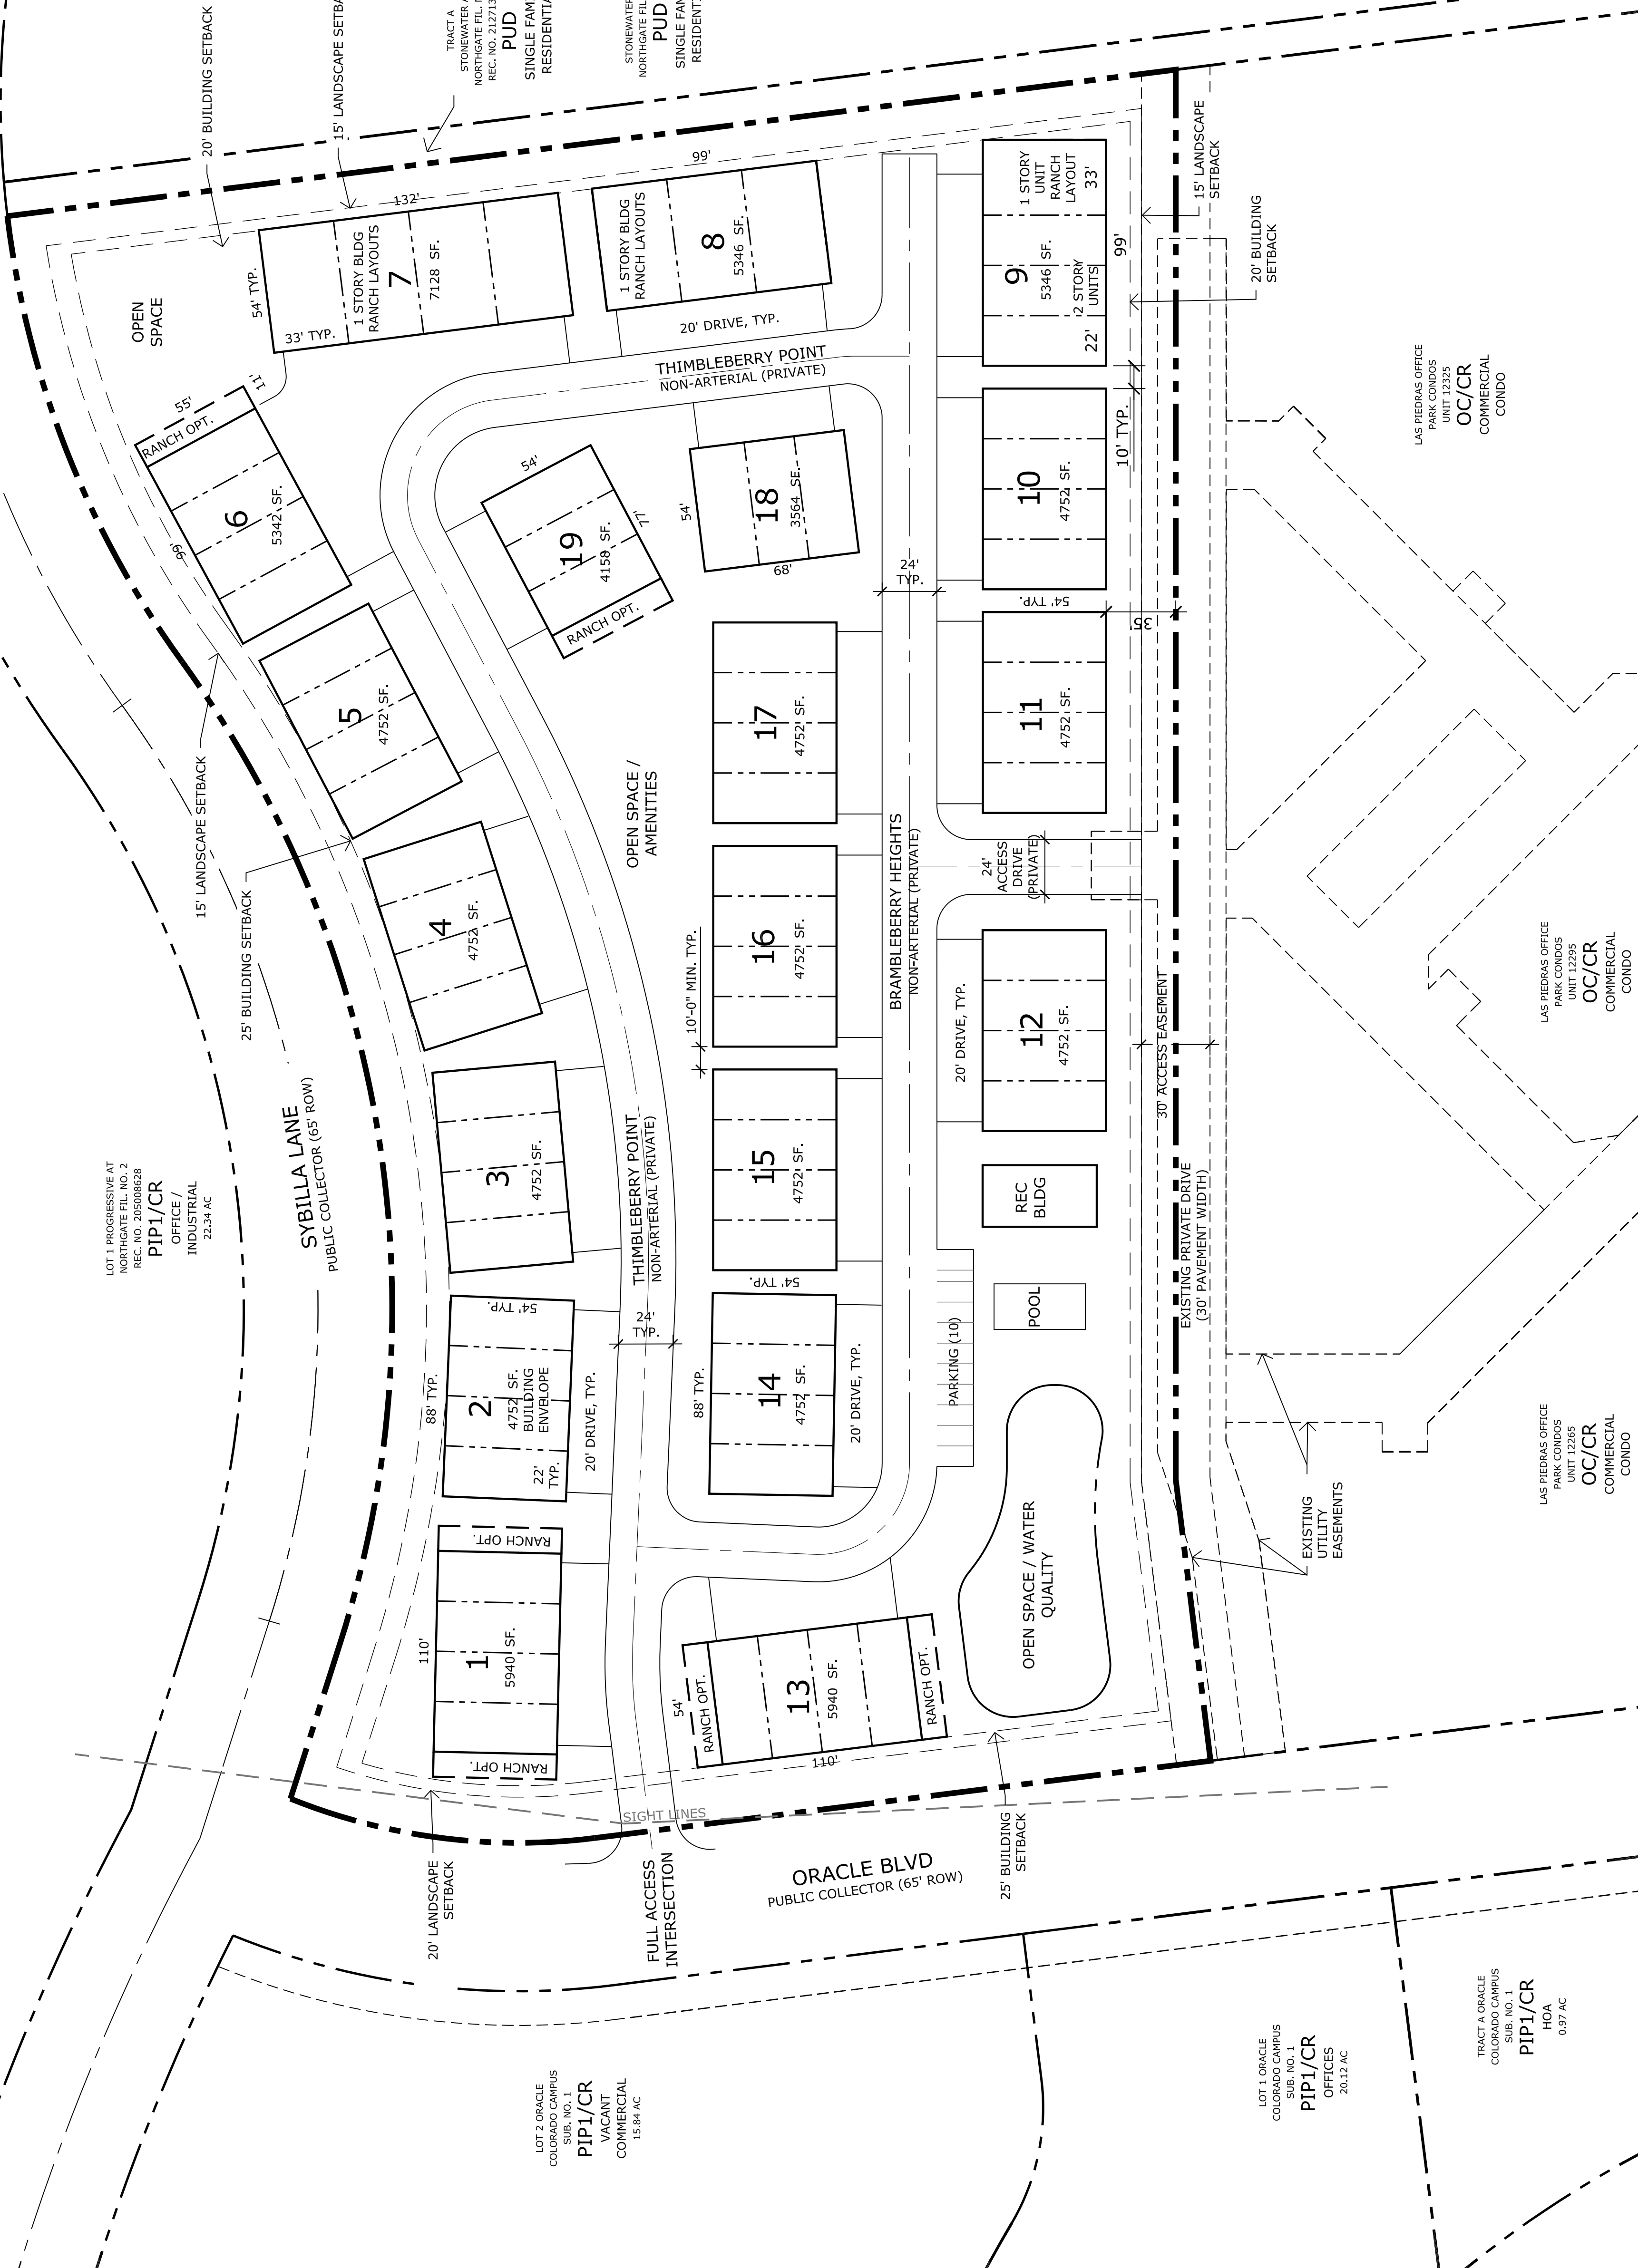 20' BUILDING SETBACK
15' LANDSCAPE SETBA
TRACT A
STONEWATER A
NORTHGATE FIL. N
REC. NO. 212713
PUD
SINGLE FAM
RESIDENTIA
STONEWATER
NORTHGATE FIL
PUD
SINGLE FAM
RESIDENTI
OPEN
SPACE
54' TYP.
33' TYP.
132'
1 STORY BLDG
RANCH LAYOUTS
7
7128 SF.
99'
1 STORY BLDG
RANCH LAYOUTS
8
5346 SF.
20' DRIVE, TYP.
THIMBLEBERRY POINT
NON-ARTERIAL (PRIVATE)
1 STORY
UNIT
RANCH
LAYOUT
33'
9
5346 SF.
2 STORY
UNITS
22'
99'
15' LANDSCAPE
SETBACK
20' BUILDING
SETBACK
11'
55'
RANCH OPT.
6
5342 SF.
99'
5
4752 SF.
15' LANDSCAPE SETBACK
25' BUILDING SETBACK
4
4752 SF.
3
4752 SF.
54' TYP.
88' TYP.
2
4752 SF.
BUILDING
ENVELOPE
22'
TYP.
20' DRIVE, TYP.
RANCH OPT.
110'
1
5940 SF.
RANCH OPT.
54'
19
4158 SF.
77'
RANCH OPT.
54'
18
3564 SF.
68'
24'
TYP.
10' TYP.
10
4752 SF.
54' TYP.
35'
11
4752 SF.
17
4752 SF.
OPEN SPACE /
AMENITIES
16
4752 SF.
10'-0" MIN. TYP.
15
4752 SF.
54' TYP.
88' TYP.
14
4752 SF.
20' DRIVE, TYP.
BRAMBLEBERRY HEIGHTS
NON-ARTERIAL (PRIVATE)
24'
ACCESS
DRIVE
(PRIVATE)
20' DRIVE, TYP.
12
4752 SF.
30' ACCESS EASEMENT
EXISTING PRIVATE DRIVE
(30' PAVEMENT WIDTH)
REC
BLDG
POOL
PARKING (10)
THIMBLEBERRY POINT
NON-ARTERIAL (PRIVATE)
24'
TYP.
54'
RANCH OPT.
13
5940 SF.
RANCH OPT.
110'
OPEN SPACE / WATER
QUALITY
EXISTING
UTILITY
EASEMENTS
SYBILLA LANE
PUBLIC COLLECTOR (65' ROW)
LOT 1 PROGRESSIVE AT
NORTHGATE FIL. NO. 2
REC. NO. 205008628
PIP1/CR
OFFICE /
INDUSTRIAL
22.34 AC
LAS PIEDRAS OFFICE
PARK CONDOS
UNIT 12325
OC/CR
COMMERCIAL
CONDO
LAS PIEDRAS OFFICE
PARK CONDOS
UNIT 12295
OC/CR
COMMERCIAL
CONDO
LAS PIEDRAS OFFICE
PARK CONDOS
UNIT 12265
OC/CR
COMMERCIAL
CONDO
SIGHT LINES
20' LANDSCAPE
SETBACK
FULL ACCESS
INTERSECTION
ORACLE BLVD
PUBLIC COLLECTOR (65' ROW)
25' BUILDING
SETBACK
LOT 2 ORACLE
COLORADO CAMPUS
SUB. NO. 1
PIP1/CR
VACANT
COMMERCIAL
15.84 AC
LOT 1 ORACLE
COLORADO CAMPUS
SUB. NO. 1
PIP1/CR
OFFICES
20.12 AC
TRACT A ORACLE
COLORADO CAMPUS
SUB. NO. 1
PIP1/CR
HOA
0.97 AC